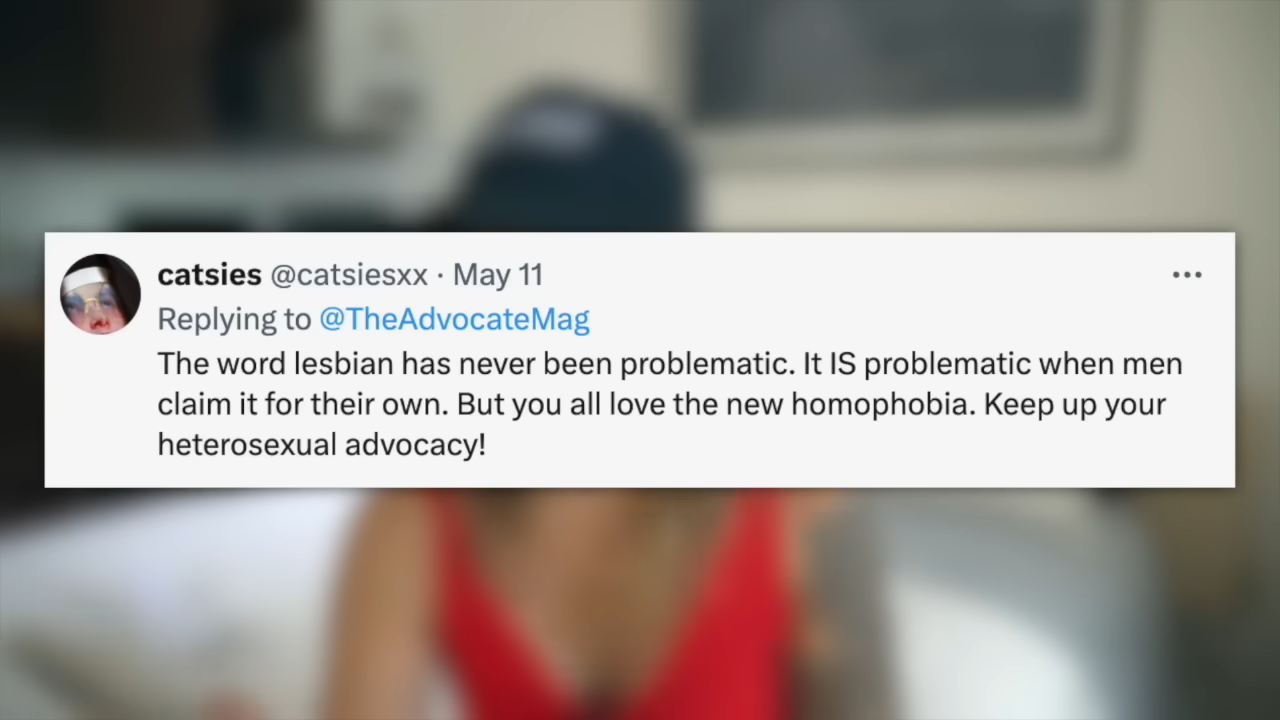 catsies @catsiesxx · May 11
Replying to @TheAdvocateMag
The word lesbian has never been problematic. It IS problematic when men
claim it for their own. But you all love the new homophobia. Keep up your
heterosexual advocacy!